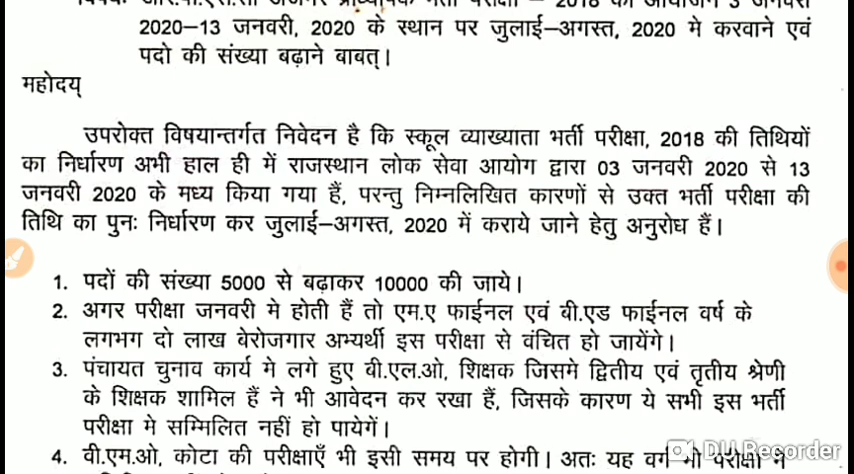 2020–13 जनवरी, 2020 के स्थान पर जुलाई–अगस्त, 2020 मे करवाने एवं
पदो की संख्या बढ़ाने बाबत्।
महोदय्
उपरोक्त विषयान्तर्गत निवेदन है कि स्कूल व्याख्याता भर्ती परीक्षा, 2018 की तिथियों
का निर्धारण अभी हाल ही में राजस्थान लोक सेवा आयोग द्वारा 03 जनवरी 2020 से 13
जनवरी 2020 के मध्य किया गया हैं, परन्तु निम्नलिखित कारणों से उक्त भर्ती परीक्षा की
तिथि का पुनः निर्धारण कर जुलाई–अगस्त, 2020 में कराये जाने हेतु अनुरोध हैं।
1. पदों की संख्या 5000 से बढ़ाकर 10000 की जाये।
2. अगर परीक्षा जनवरी मे होती हैं तो एम.ए फाईनल एवं बी.एड फाईनल वर्ष के
लगभग दो लाख बेरोजगार अभ्यर्थी इस परीक्षा से वंचित हो जायेंगे।
3. पंचायत चुनाव कार्य मे लगे हुए बी.एल.ओ, शिक्षक जिसमे द्वितीय एवं तृतीय श्रेणी
के शिक्षक शामिल हैं ने भी आवेदन कर रखा हैं, जिसके कारण ये सभी इस भर्ती
परीक्षा मे सम्मिलित नहीं हो पायेगें।
4. वी.एम.ओ, कोटा की परीक्षाएँ भी इसी समय पर होगी। अतः यह वर्ग भी परीक्षा मे
DU Recorder